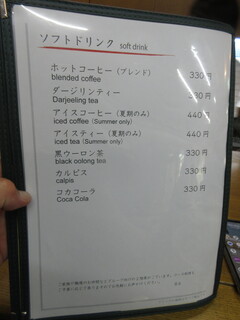 ソフトドリンク soft drink
ホットコーヒー（ブレンド） 330円
blended coffee
ダージリンティー
Darjeeling tea
アイスコーヒー（夏期のみ） 440円
iced coffee (Summer only)
アイスティー（夏期のみ） 440円
iced tea (Summer only)
黒ウーロン茶 330円
black oolong tea
カルピス 330円
calpis
コカコーラ 330円
Coca Cola